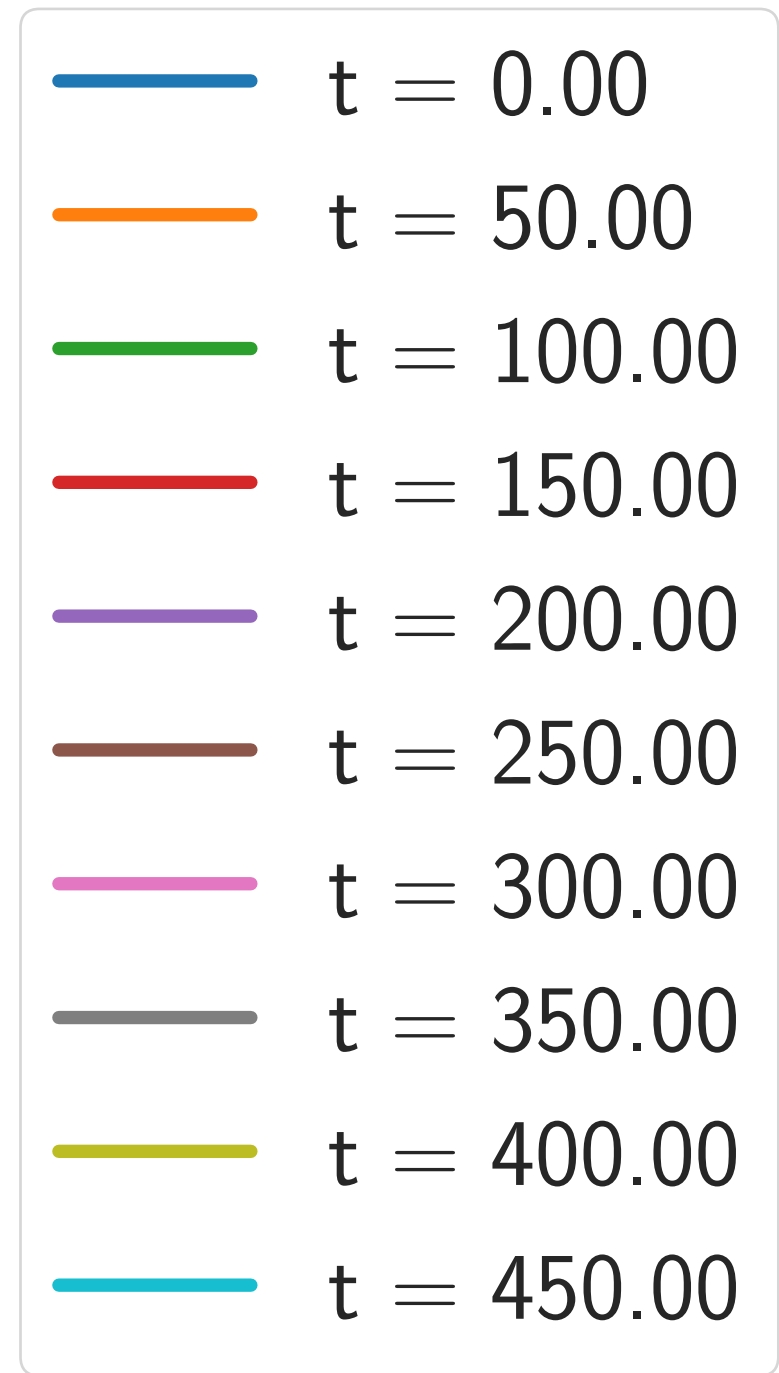 t = 0.00
t = 50.00
t = 100.00
t = 150.00
t = 200.00
t = 250.00
t = 300.00
t = 350.00
t = 400.00
t = 450.00